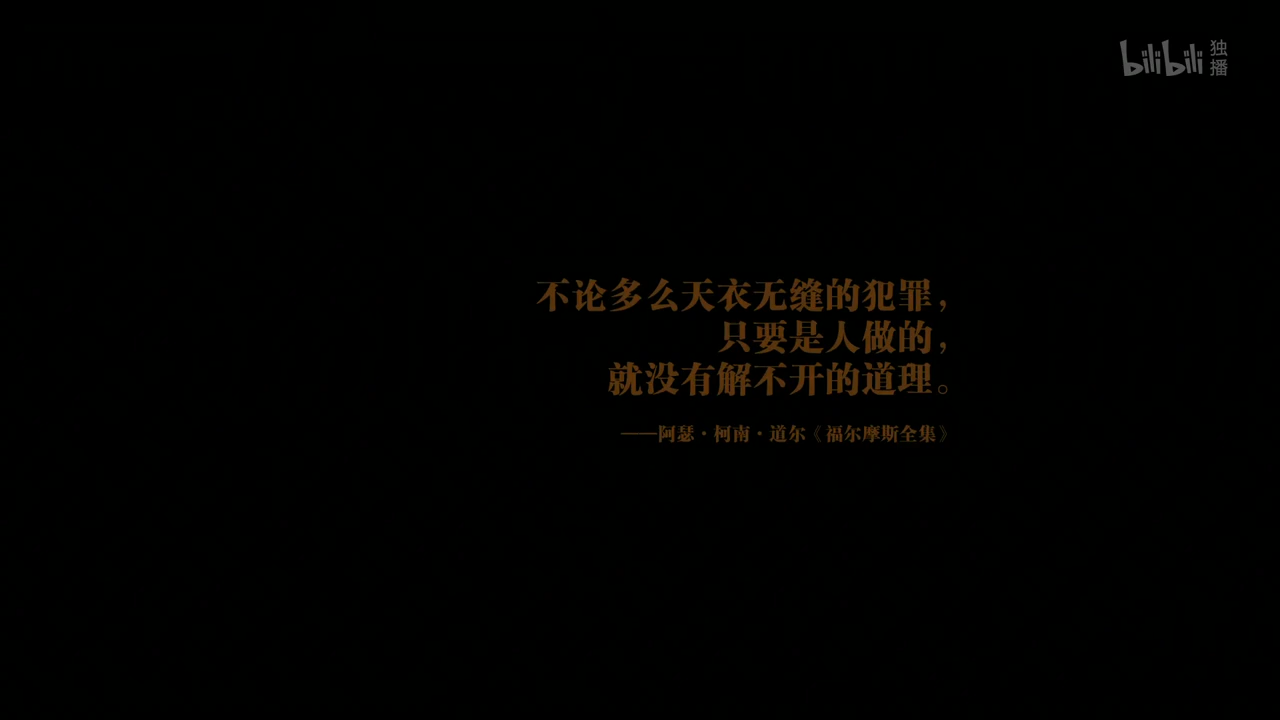 bilibili 独播
不论多么天衣无缝的犯罪，
只要是人做的，
就没有解不开的道理。
——阿瑟·柯南·道尔《福尔摩斯全集》